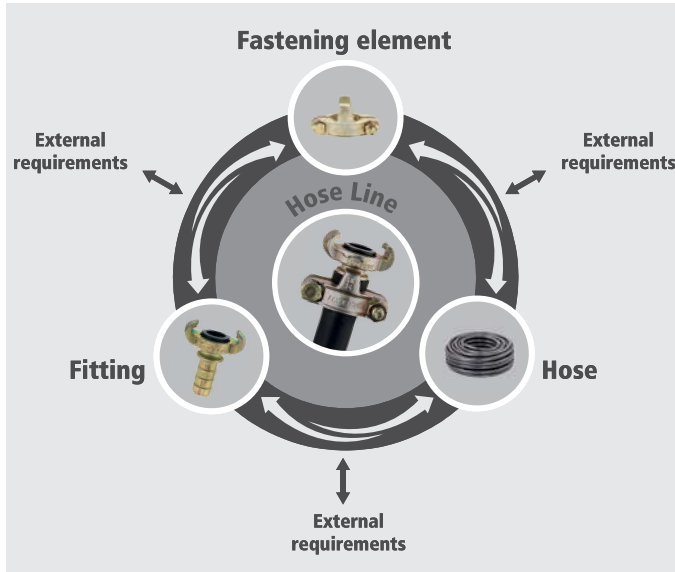 Fastening element
External
requirements
External
requirements
Hose Line
Fitting
Hose
External
requirements